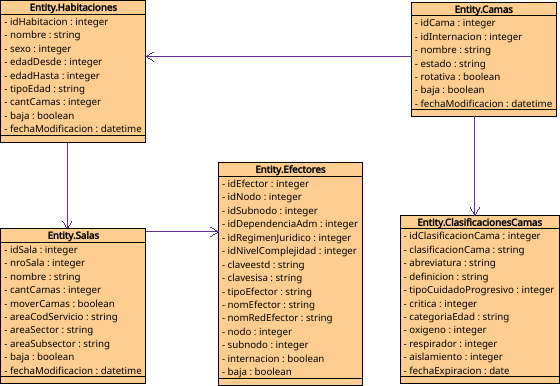 Entity.Habitaciones
- idHabitacion : integer
- nombre : string
- sexo : integer
- edadDesde : integer
- edadHasta : integer
- tipoEdad : string
- cantCamas : integer
- baja : boolean
- fechaModificacion : datetime
Entity.Camas
- idCama : integer
- idInternacion : integer
- nombre : string
- estado : string
- rotativa : boolean
- baja : boolean
- fechaModificacion : datetime
Entity.Salas
- idSala : integer
- nroSala : integer
- nombre : string
- cantCamas : integer
- moverCamas : boolean
- areaCodServicio : string
- areaSector : string
- areaSubsector : string
- baja : boolean
- fechaModificacion : datetime
Entity.Efectores
- idEfector : integer
- idNodo : integer
- idSubnodo : integer
- idDependenciaAdm : integer
- idRegimenJuridico : integer
- idNivelComplejidad : integer
- claveestd : string
- clavesisa : string
- tipoEfector : string
- nomEfector : string
- nomRedEfector : string
- nodo : integer
- subnodo : integer
- internacion : boolean
- baja : boolean
Entity.ClasificacionesCamas
- idClasificacionCama : integer
- clasificacionCama : string
- abreviatura : string
- definicion : string
- tipoCuidadoProgresivo : integer
- critica : integer
- categoriaEdad : string
- oxigeno : integer
- respirador : integer
- aislamiento : integer
- fechaExpiracion : date